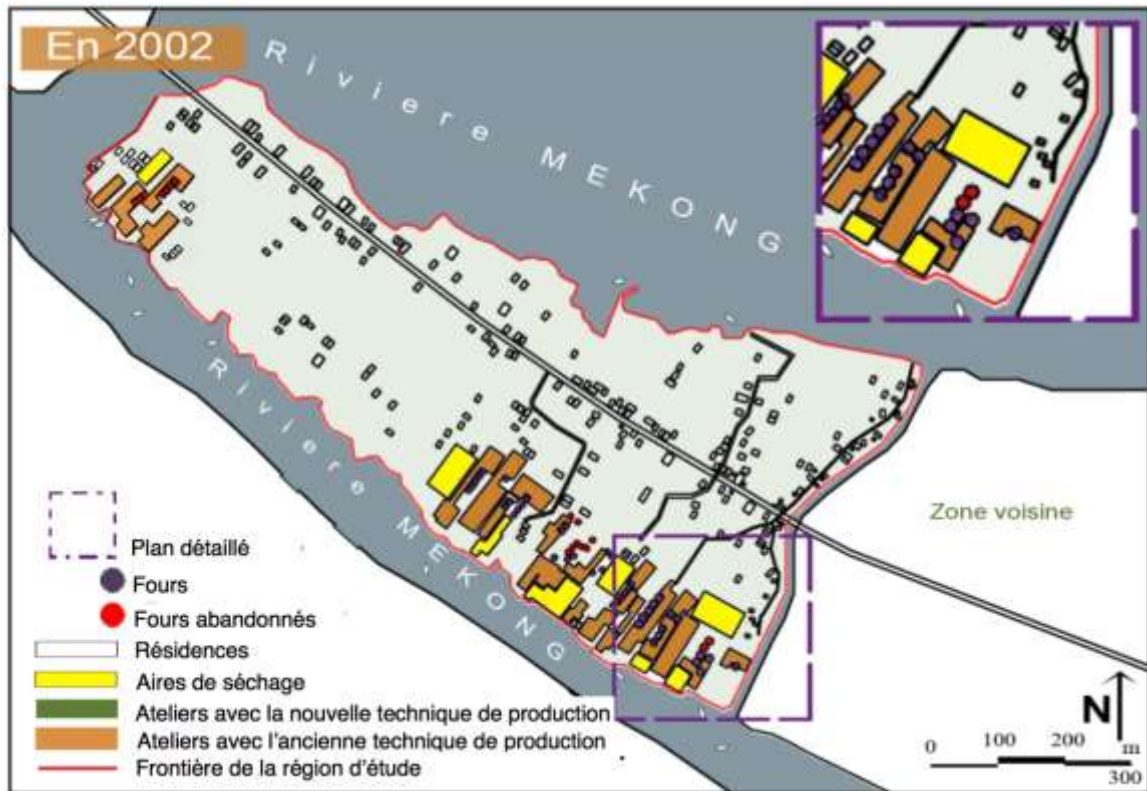 En 2002
Riviere MEKONG
Riviere MEKONG
Zone voisine
Plan détaillé
Fours
Fours abandonnés
Résidences
Aires de séchage
Ateliers avec la nouvelle technique de production
Ateliers avec l'ancienne technique de production
Frontière de la région d'étude
N
0 100 200 m
300